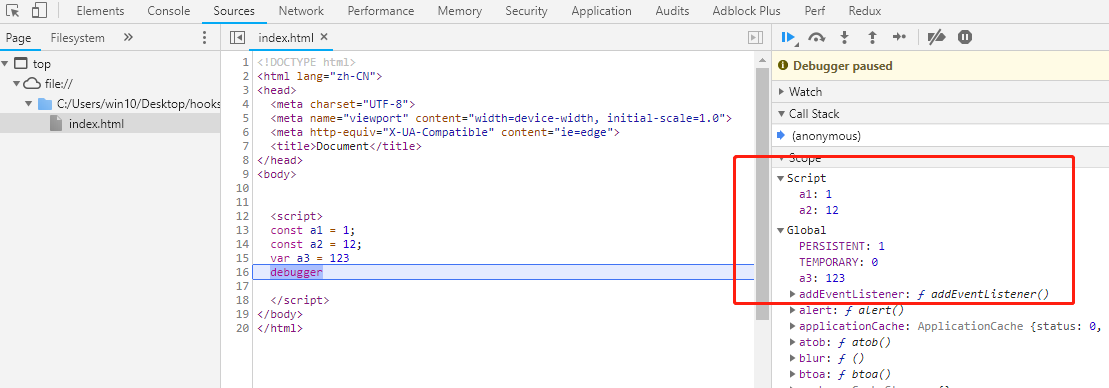 Elements Console Sources Network Performance Memory Security Application Audits Adblock Plus Perf Redux
Page Filesystem »
top
file://
C:/Users/win10/Desktop/hooks
index.html
index.html ×
1 <!DOCTYPE html>
2 <html lang="zh-CN">
3 <head>
4 <meta charset="UTF-8">
5 <meta name="viewport" content="width=device-width, initial-scale=1.0">
6 <meta http-equiv="X-UA-Compatible" content="ie=edge">
7 <title>Document</title>
8 </head>
9 <body>
10
11
12 <script>
13 const a1 = 1;
14 const a2 = 12;
15 var a3 = 123
16 debugger
17
18 </script>
19 </body>
20 </html>
Debugger paused
Watch
Call Stack
(anonymous)
Scope
Script
a1: 1
a2: 12
Global
PERSISTENT: 1
TEMPORARY: 0
a3: 123
addEventListener: ƒ addEventListener()
alert: ƒ alert()
applicationCache: ApplicationCache {status: 0,
atob: ƒ atob()
blur: ƒ ()
btoa: ƒ btoa()